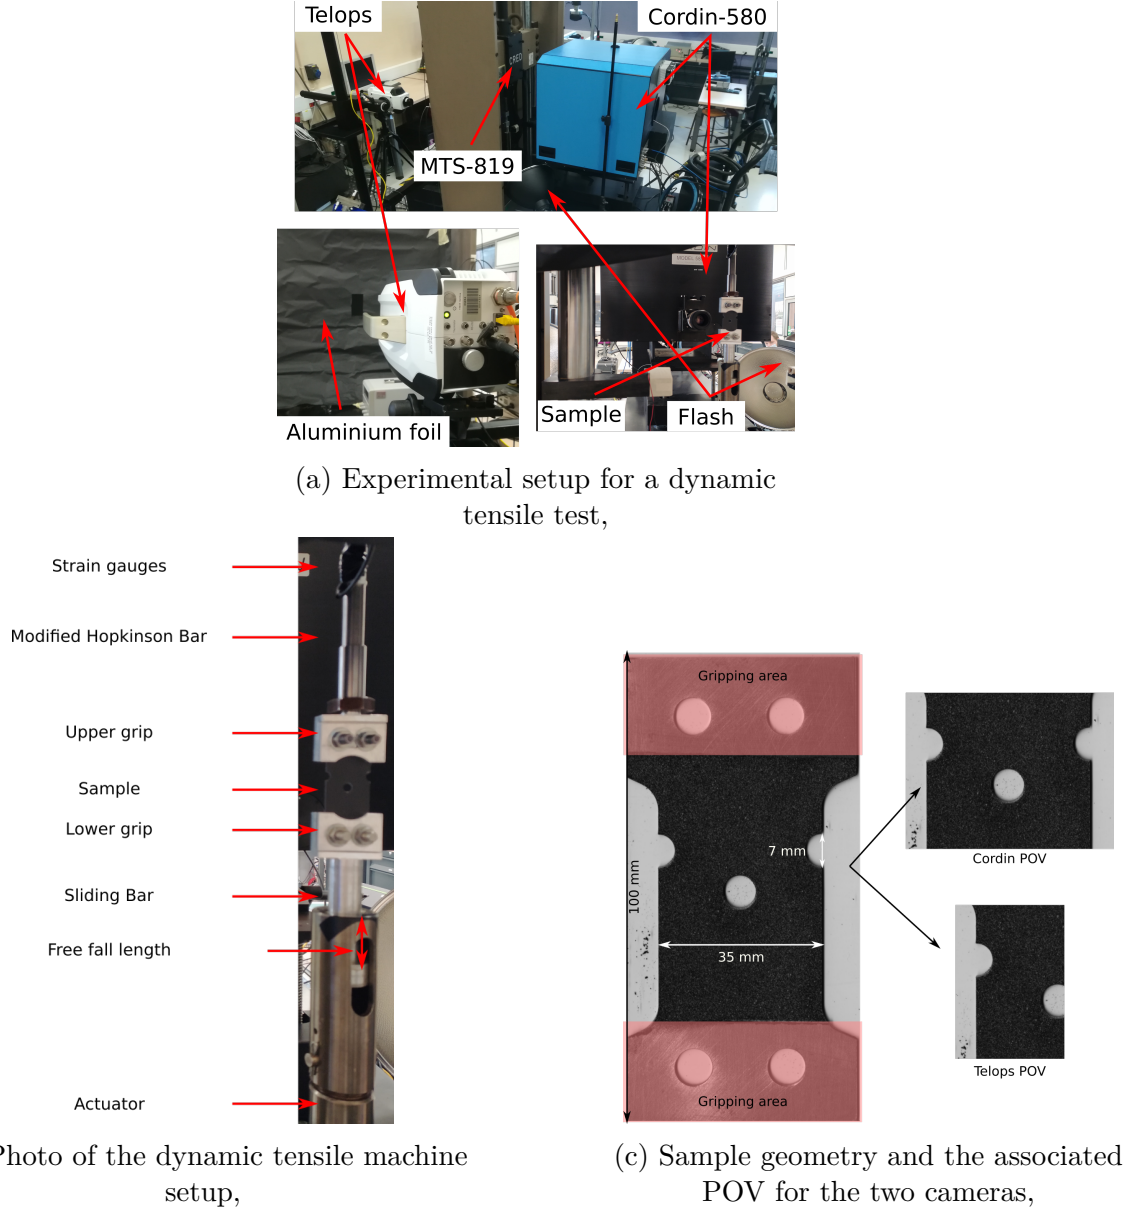 Telops
Cordin-580
CRED
MTS-819
Aluminium foil
Sample
Flash
(a) Experimental setup for a dynamic
tensile test,
Strain gauges
Modified Hopkinson Bar
Upper grip
Sample
Lower grip
Sliding Bar
Free fall length
Actuator
Photo of the dynamic tensile machine
setup,
Gripping area
7 mm
100 mm
35 mm
Gripping area
Cordin POV
Telops POV
(c) Sample geometry and the associated
POV for the two cameras,